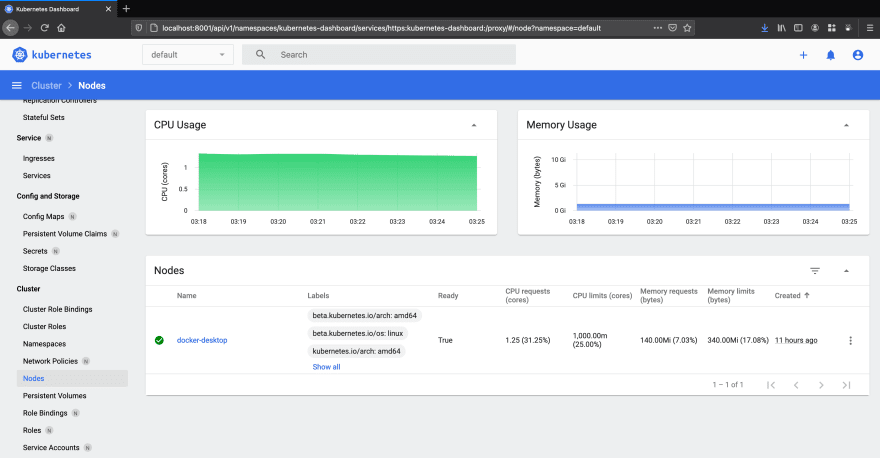 Kubernetes Dashboard
localhost:8001/api/v1/namespaces/kubernetes-dashboard/services/https:kubernetes-dashboard:/proxy/#/node?namespace=default
kubernetes
default
Search
Cluster > Nodes
Replication Controllers
Stateful Sets
Service N
Ingresses
Services
Config and Storage
Config Maps N
Persistent Volume Claims N
Secrets N
Storage Classes
Cluster
Cluster Role Bindings
Cluster Roles
Namespaces
Network Policies N
Nodes
Persistent Volumes
Role Bindings N
Roles N
Service Accounts N
CPU Usage
CPU (cores)
1
0.5
0
03:18 03:19 03:20 03:21 03:22 03:23 03:24 03:25
Memory Usage
Memory (bytes)
10 Gi
5 Gi
0 Gi
03:18 03:19 03:20 03:21 03:22 03:23 03:24 03:25
Nodes
Name Labels Ready CPU requests (cores) CPU limits (cores) Memory requests (bytes) Memory limits (bytes) Created
docker-desktop
beta.kubernetes.io/arch: amd64
beta.kubernetes.io/os: linux
kubernetes.io/arch: amd64
Show all
True
1.25 (31.25%)
1,000.00m
(25.00%)
140.00Mi (7.03%)
340.00Mi (17.08%)
11 hours ago
1 – 1 of 1